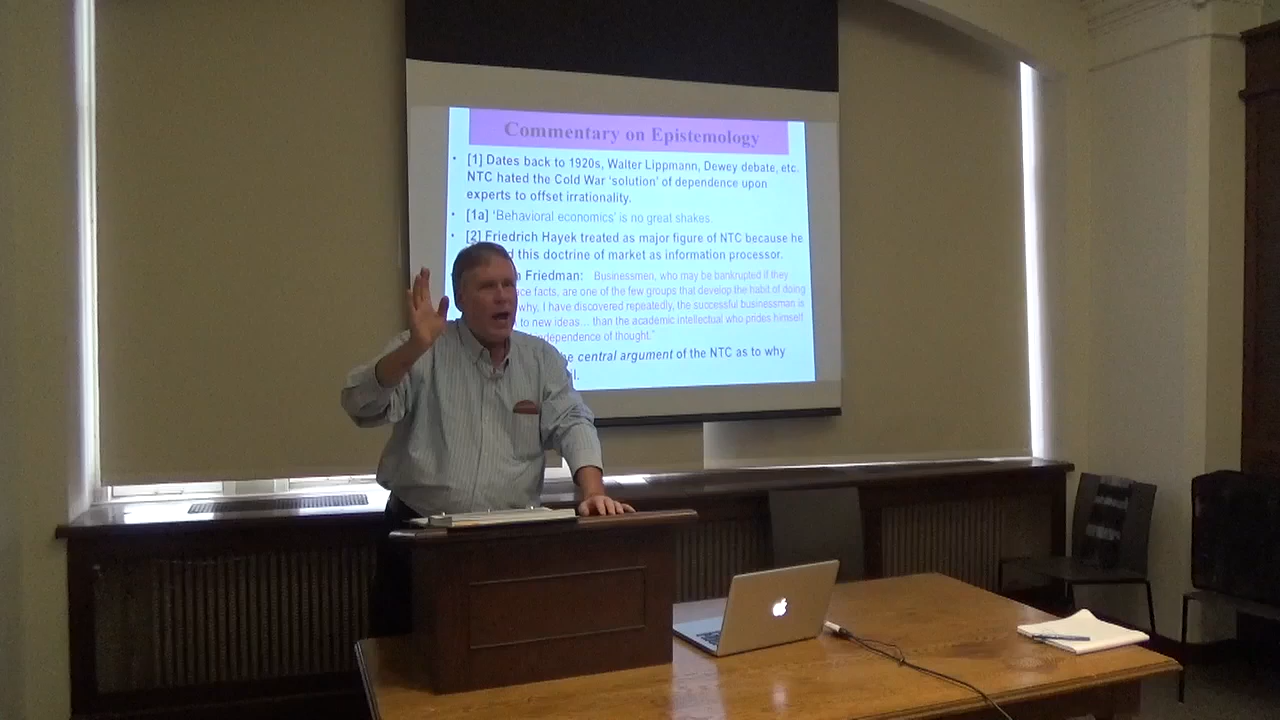 Commentary on Epistemology
• [1] Dates back to 1920s, Walter Lippmann, Dewey debate, etc.
NTC hated the Cold War ‘solution’ of dependence upon
experts to offset irrationality.
• [1a] ‘Behavioral economics’ is no great shakes.
• [2] Friedrich Hayek treated as major figure of NTC because he
this doctrine of market as information processor.
Friedman: Businessmen, who may be bankrupted if they
facts, are one of the few groups that develop the habit of doing
why, I have discovered repeatedly, the successful businessman is
to new ideas… than the academic intellectual who prides himself
independence of thought.”
central argument of the NTC as to why